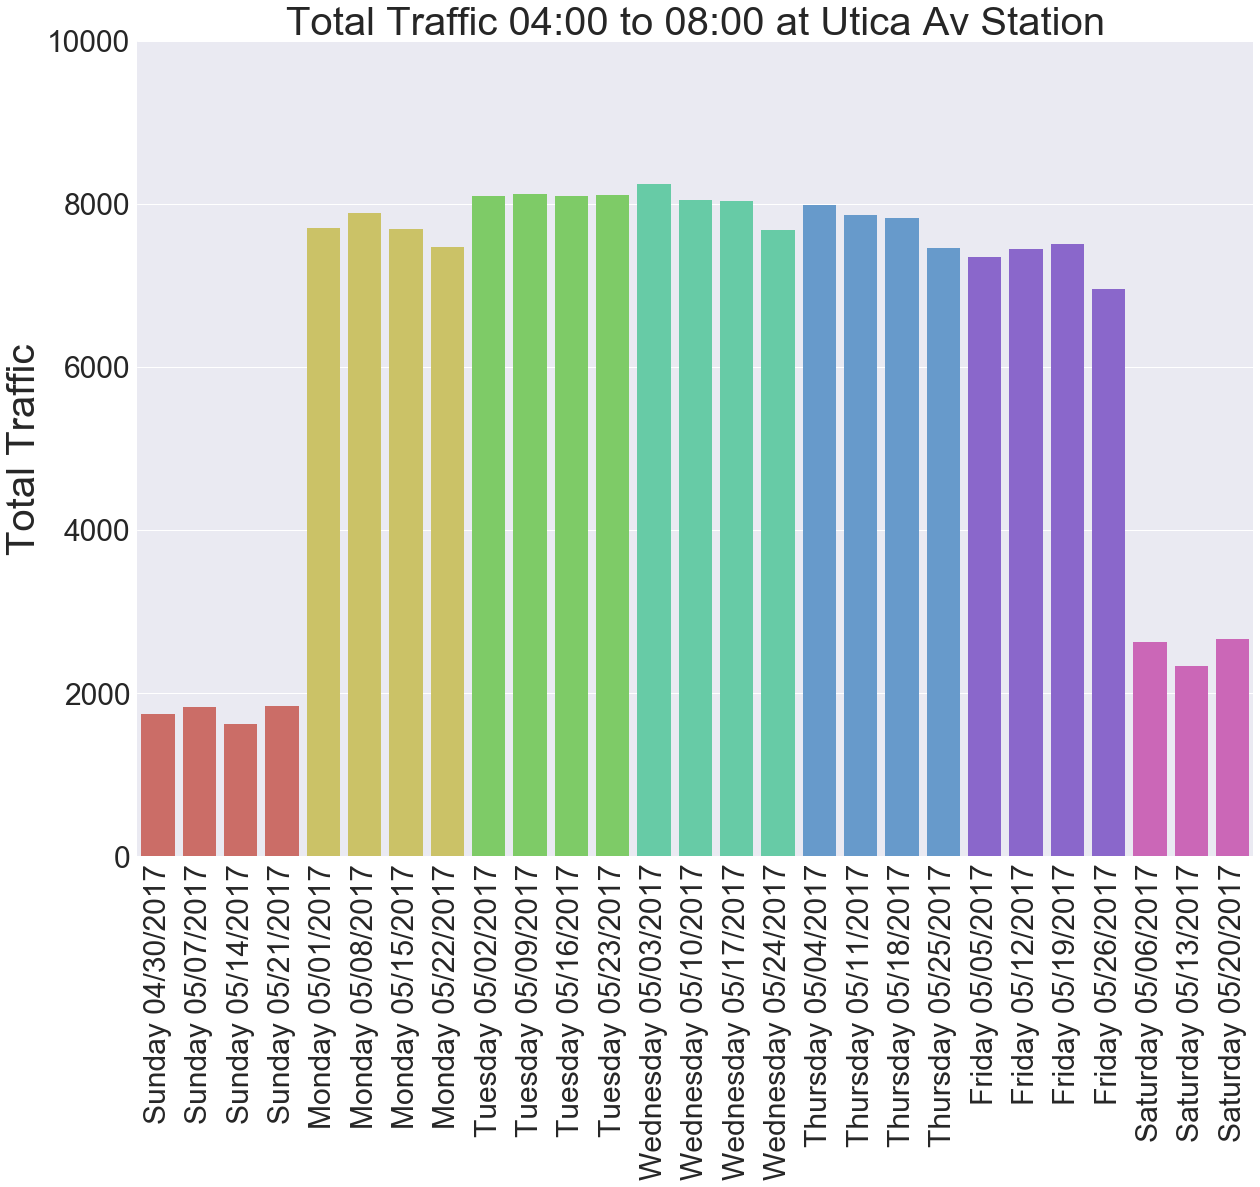 Total Traffic 04:00 to 08:00 at Utica Av Station
10000
8000
6000
4000
2000
0
Total Traffic
Sunday 04/30/2017
Sunday 05/07/2017
Sunday 05/14/2017
Sunday 05/21/2017
Monday 05/01/2017
Monday 05/08/2017
Monday 05/15/2017
Monday 05/22/2017
Tuesday 05/02/2017
Tuesday 05/09/2017
Tuesday 05/16/2017
Tuesday 05/23/2017
Wednesday 05/03/2017
Wednesday 05/10/2017
Wednesday 05/17/2017
Wednesday 05/24/2017
Thursday 05/04/2017
Thursday 05/11/2017
Thursday 05/18/2017
Thursday 05/25/2017
Friday 05/05/2017
Friday 05/12/2017
Friday 05/19/2017
Friday 05/26/2017
Saturday 05/06/2017
Saturday 05/13/2017
Saturday 05/20/2017